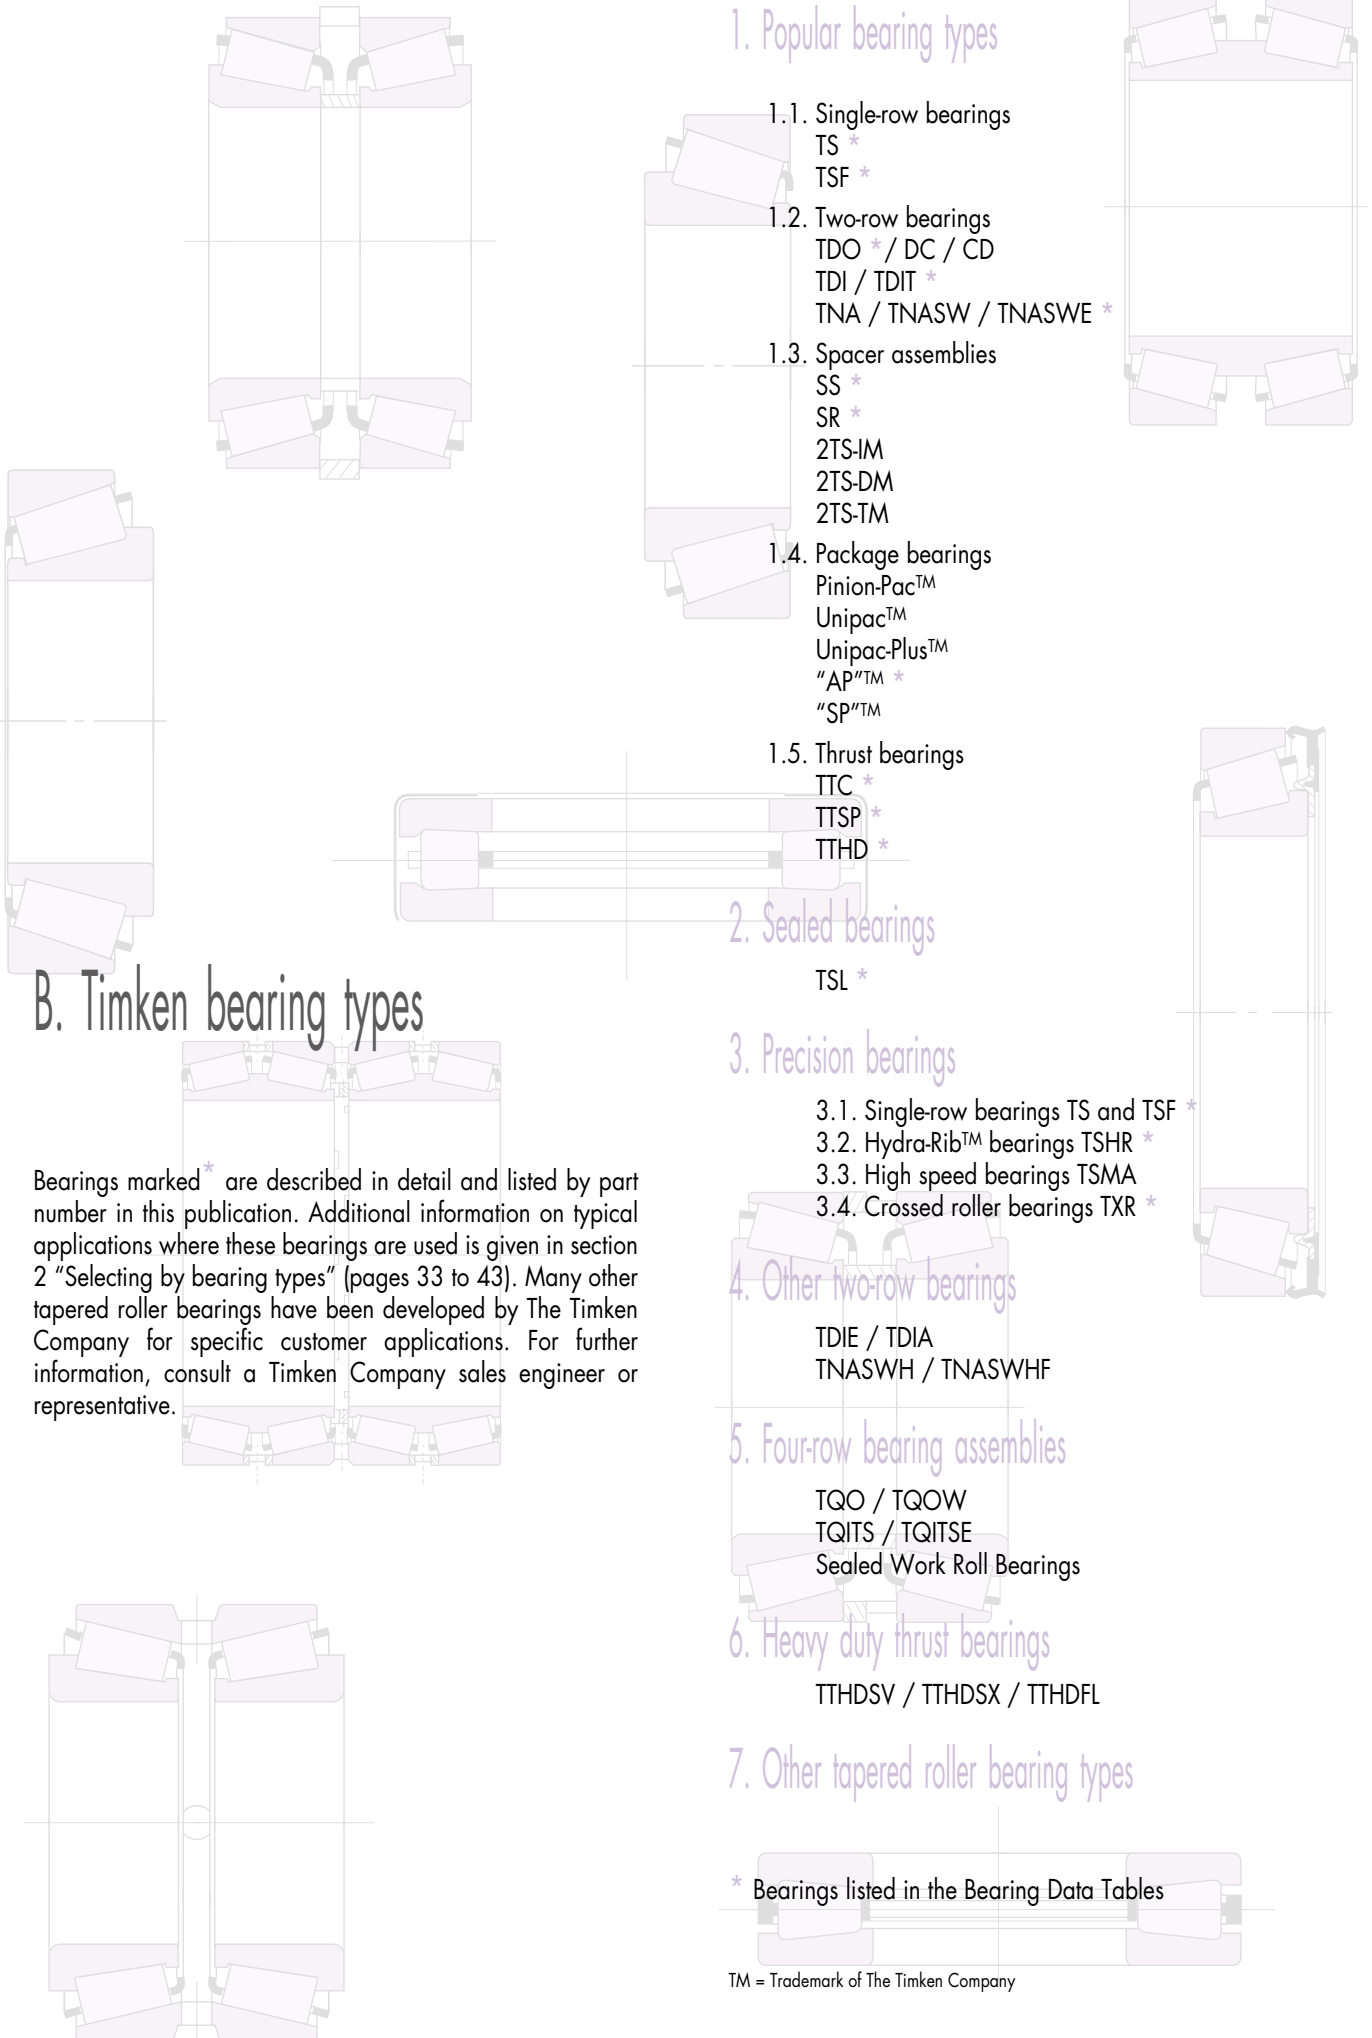 B. Timken bearing types
Bearings marked * are described in detail and listed by part
number in this publication. Additional information on typical
applications where these bearings are used is given in section
2 “Selecting by bearing types” (pages 33 to 43). Many other
tapered roller bearings have been developed by The Timken
Company for specific customer applications. For further
information, consult a Timken Company sales engineer or
representative.
1. Popular bearing types
1.1. Single-row bearings
TS *
TSF *
1.2. Two-row bearings
TDO * / DC / CD
TDI / TDIT *
TNA / TNASW / TNASWE *
1.3. Spacer assemblies
SS *
SR *
2TS-IM
2TS-DM
2TS-TM
1.4. Package bearings
Pinion-Pac™
Unipac™
Unipac-Plus™
“AP”™ *
“SP”™
1.5. Thrust bearings
TTC *
TTSP *
TTHD *
2. Sealed bearings
TSL *
3. Precision bearings
3.1. Single-row bearings TS and TSF *
3.2. Hydra-Rib™ bearings TSHR *
3.3. High speed bearings TSMA
3.4. Crossed roller bearings TXR *
4. Other two-row bearings
TDIE / TDIA
TNASWH / TNASWHF
5. Four-row bearing assemblies
TQO / TQOW
TQITS / TQITSE
Sealed Work Roll Bearings
6. Heavy duty thrust bearings
TTHDSV / TTHDSX / TTHDFL
7. Other tapered roller bearing types
* Bearings listed in the Bearing Data Tables
TM = Trademark of The Timken Company